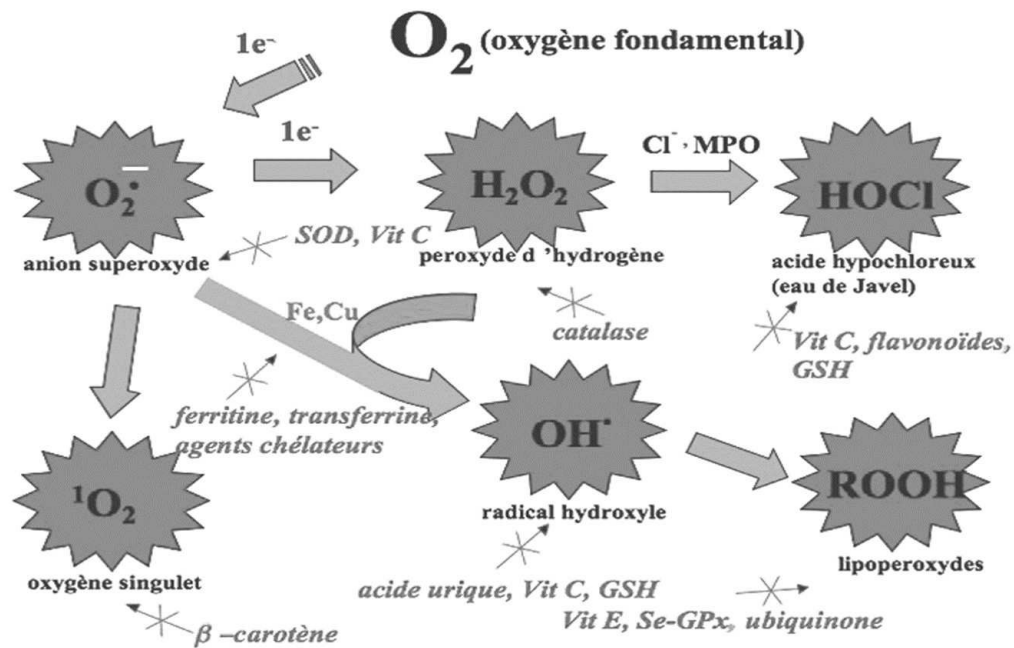 O₂ (oxygène fondamental)
1e⁻
1e⁻
Cl⁻, MPO
O₂•⁻
H₂O₂
HOCl
SOD, Vit C
anion superoxyde
peroxyde d 'hydrogène
acide hypochloreux
(eau de Javel)
Fe,Cu
catalase
Vit C, flavonoïdes,
GSH
ferritine, transferrine,
agents chélateurs
OH•
¹O₂
ROOH
radical hydroxyle
oxygène singulet
lipoperoxydes
acide urique, Vit C, GSH
Vit E, Se-GPx, ubiquinone
β –carotène